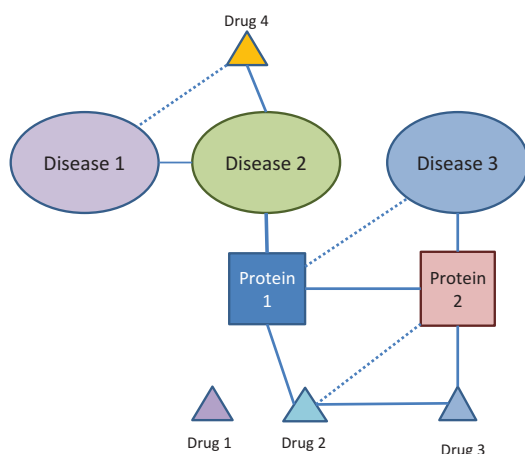 Drug 4
Disease 1
Disease 2
Disease 3
Protein
1
Protein
2
Drug 1
Drug 2
Drug 3